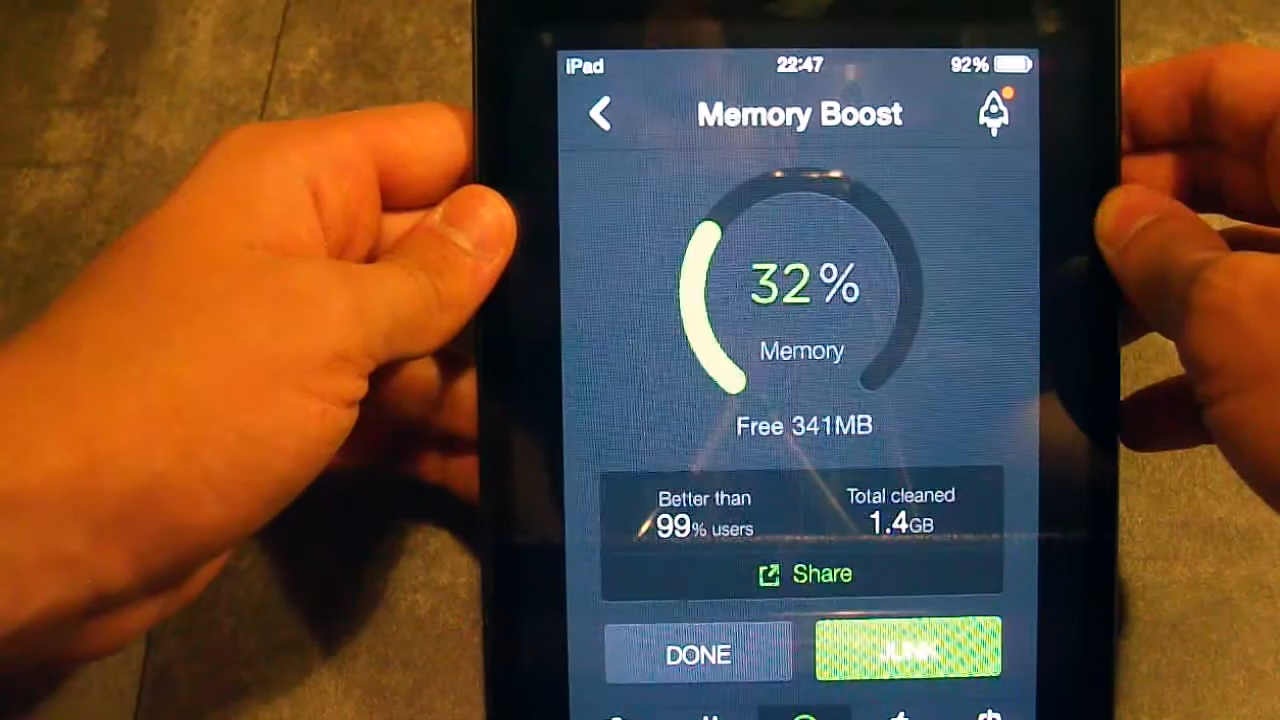 iPad 22:47 92%
Memory Boost
32%
Memory
Free 341MB
Better than Total cleaned
99% users 1.4GB
Share
DONE JUNK